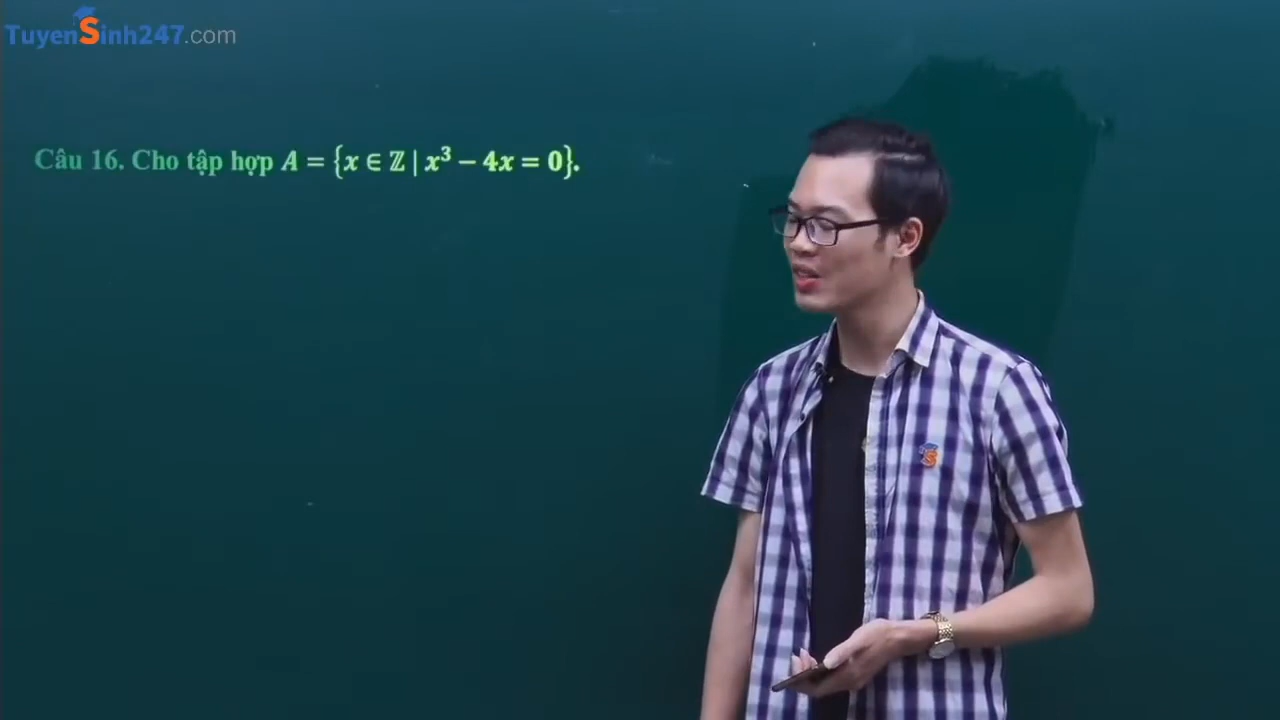 TuyenSinh247.com
Câu 16. Cho tập hợp A = {x ∈ ℤ | x³ − 4x = 0}.
S